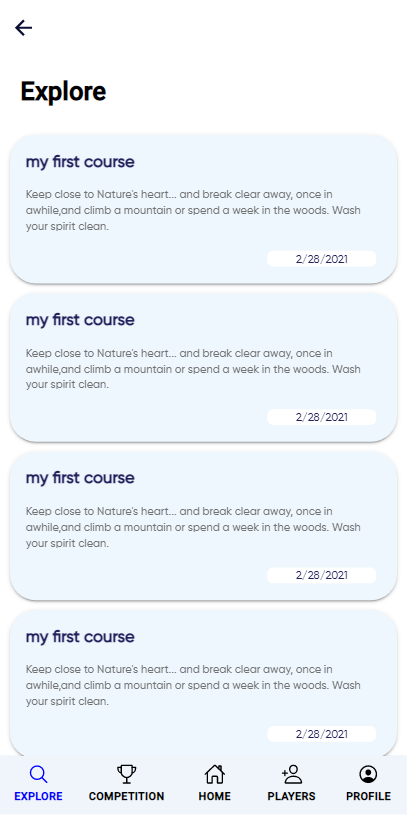 Explore
my first course
Keep close to Nature's heart... and break clear away, once in
awhile,and climb a mountain or spend a week in the woods. Wash
your spirit clean.
2/28/2021
my first course
Keep close to Nature's heart... and break clear away, once in
awhile,and climb a mountain or spend a week in the woods. Wash
your spirit clean.
2/28/2021
my first course
Keep close to Nature's heart... and break clear away, once in
awhile,and climb a mountain or spend a week in the woods. Wash
your spirit clean.
2/28/2021
my first course
Keep close to Nature's heart... and break clear away, once in
awhile,and climb a mountain or spend a week in the woods. Wash
your spirit clean.
2/28/2021
EXPLORE COMPETITION HOME PLAYERS PROFILE